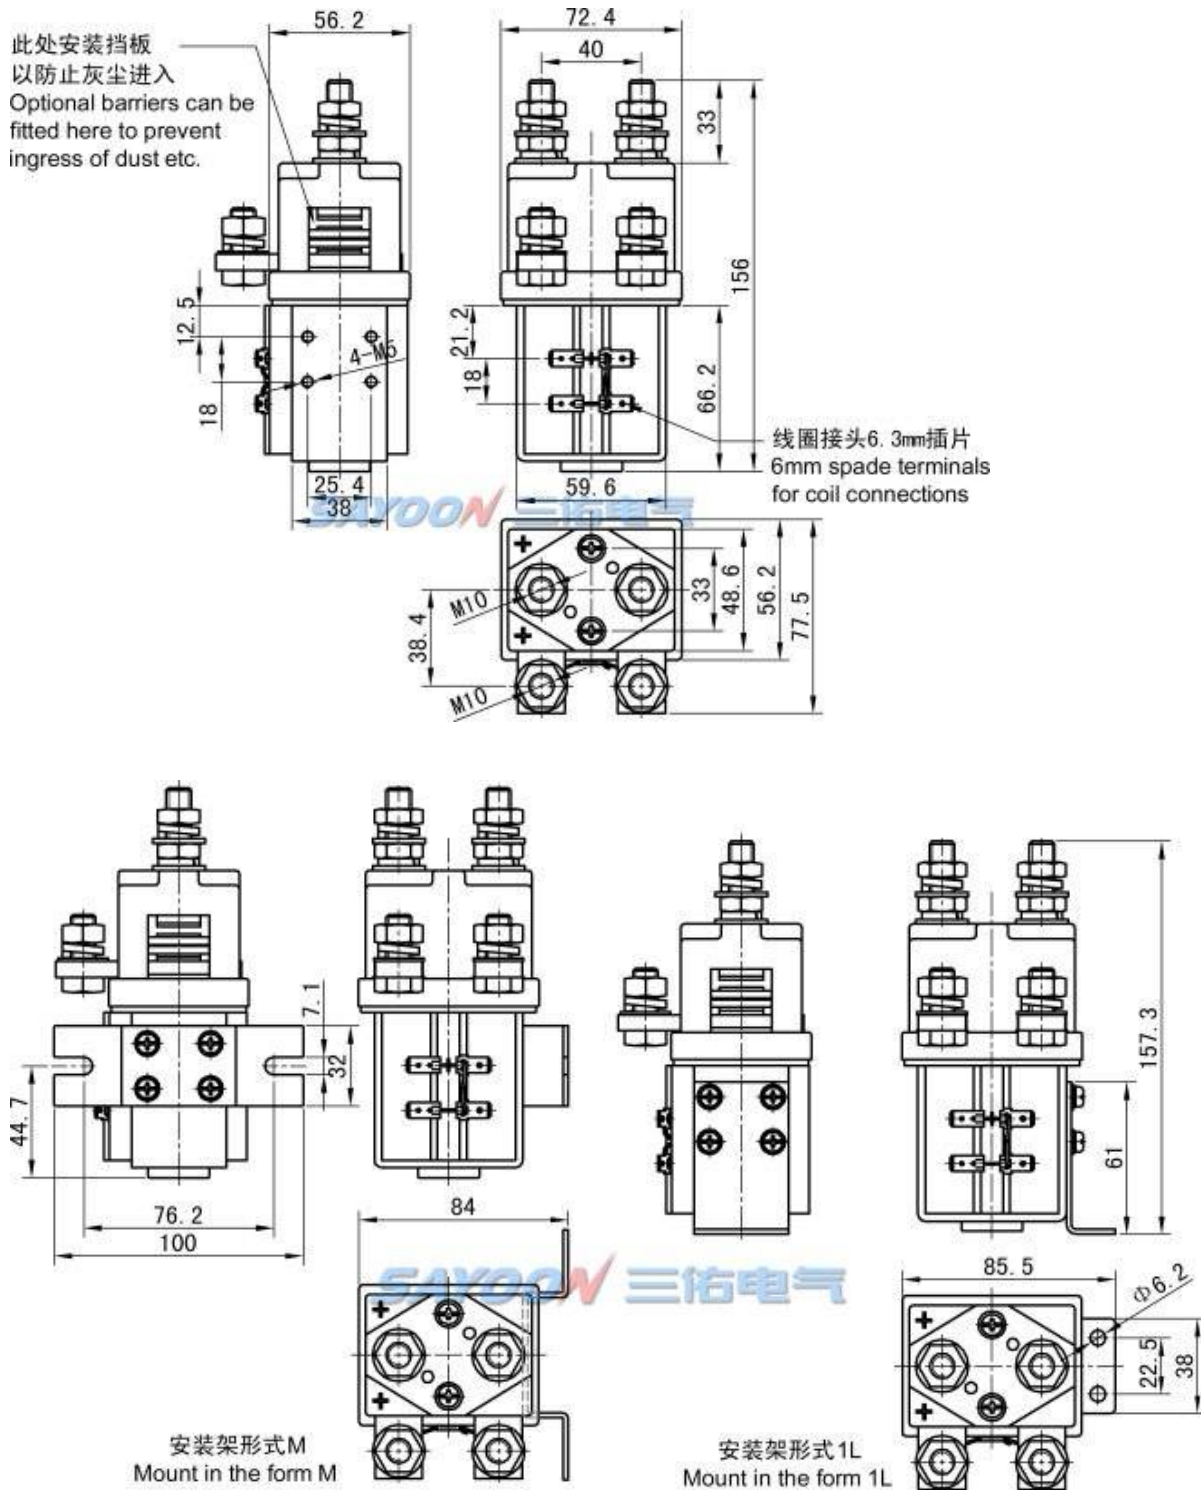 56.2
72.4
40
此处安装挡板
以防止灰尘进入
Optional barriers can be
fitted here to prevent
ingress of dust etc.
33
156
12.5
4-M5
18
21.2
18
66.2
线圈接头6.3mm插片
6mm spade terminals
for coil connections
25.4
38
59.6
SAYOON 三佑电气
M10
38.4
M10
33
48.6
56.2
77.5
7.1
32
44.7
76.2
100
157.3
61
84
SAYOON 三佑电气
85.5
Φ6.2
22.5
38
安装架形式M
Mount in the form M
安装架形式1L
Mount in the form 1L